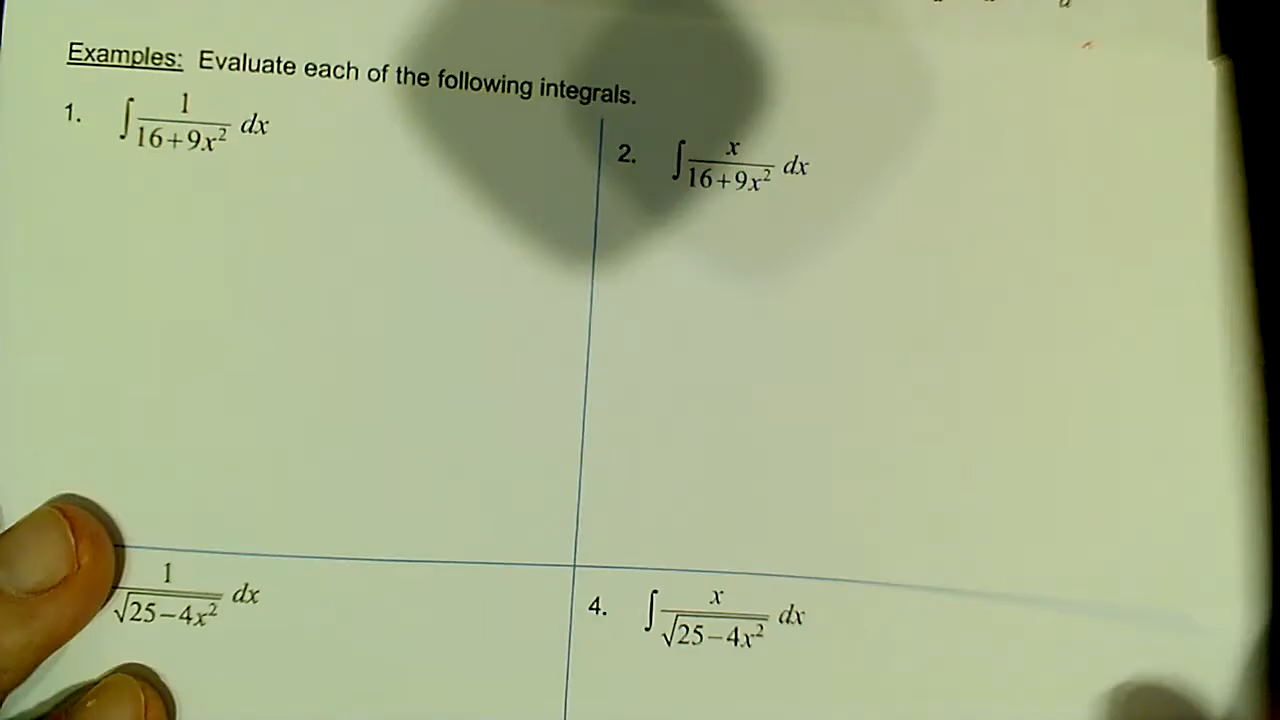 Examples: Evaluate each of the following integrals.
1. ∫ 1/(16+9x²) dx
2. ∫ x/(16+9x²) dx
1/√(25−4x²) dx
4. ∫ x/√(25−4x²) dx